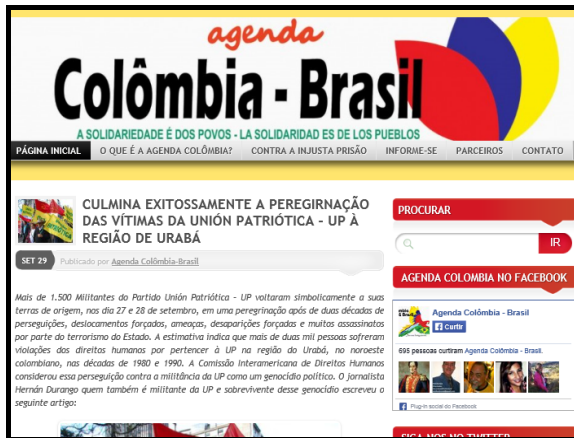 agenda
Colômbia - Brasil
A SOLIDARIEDADE É DOS POVOS - LA SOLIDARIDAD ES DE LOS PUEBLOS
PÁGINA INICIAL O QUE É A AGENDA COLÔMBIA? CONTRA A INJUSTA PRISÃO INFORME-SE PARCEIROS CONTATO
CULMINA EXITOSSAMENTE A PEREGIRNAÇÃO
DAS VÍTIMAS DA UNIÓN PATRIÓTICA – UP À
REGIÃO DE URABÁ
SET 29 Publicado por Agenda Colômbia-Brasil
Mais de 1.500 Militantes do Partido Unión Patriótica – UP voltaram simbolicamente a suas
terras de origem, nos dia 27 e 28 de setembro, em uma peregrinação após de duas décadas de
perseguições, deslocamentos forçados, ameaças, desaparições forçadas e muitos assassinatos
por parte do terrorismo do Estado. A estimativa indica que mais de duas mil pessoas sofreram
violações dos direitos humanos por pertencer à UP na região do Urabá, no noroeste
colombiano, nas décadas de 1980 e 1990. A Comissão Interamericana de Direitos Humanos
considerou essa perseguição contra a militância da UP como um genocídio político. O jornalista
Hernán Durango quem também é militante da UP e sobrevivente desse genocídio escreveu o
seguinte artigo:
PROCURAR
IR
AGENDA COLOMBIA NO FACEBOOK
Agenda Colômbia - Brasil
Curtir
695 pessoas curtiram Agenda Colômbia - Brasil.
Plug-in social do Facebook
SIGA-NOS NO TWITTER